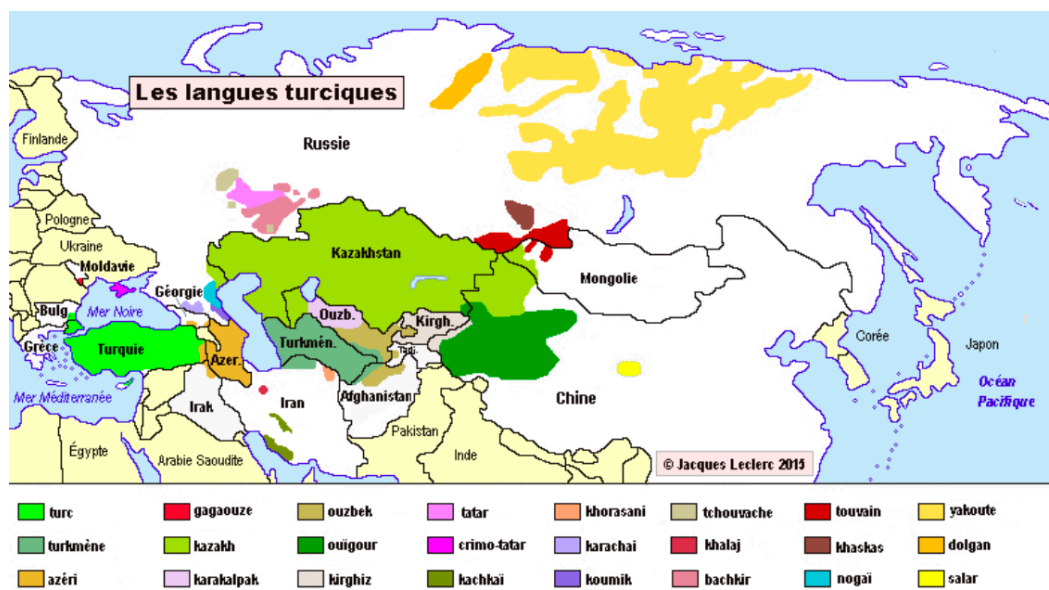 Les langues turciques
Russie
Finlande
Pologne
Ukraine
Moldavie
Kazakhstan
Mongolie
Géorgie
Bulg
Mer Noire
Ouzb.
Kirgh.
Grèce
Turquie
Azer.
Turkmén.
Tadj.
Corée
Japon
Mer Méditerranée
Irak
Iran
Afghanistan
Chine
Océan
Pacifique
Pakistan
Égypte
Arabie Saoudite
Inde
© Jacques Leclerc 2015
turc gagaouze ouzbek tatar khorasani tchouvache touvain yakoute
turkmène kazakh ouïgour crimo-tatar karachai khalaj khaskas dolgan
azéri karakalpak kirghiz kachkaï koumik bachkir nogaï salar